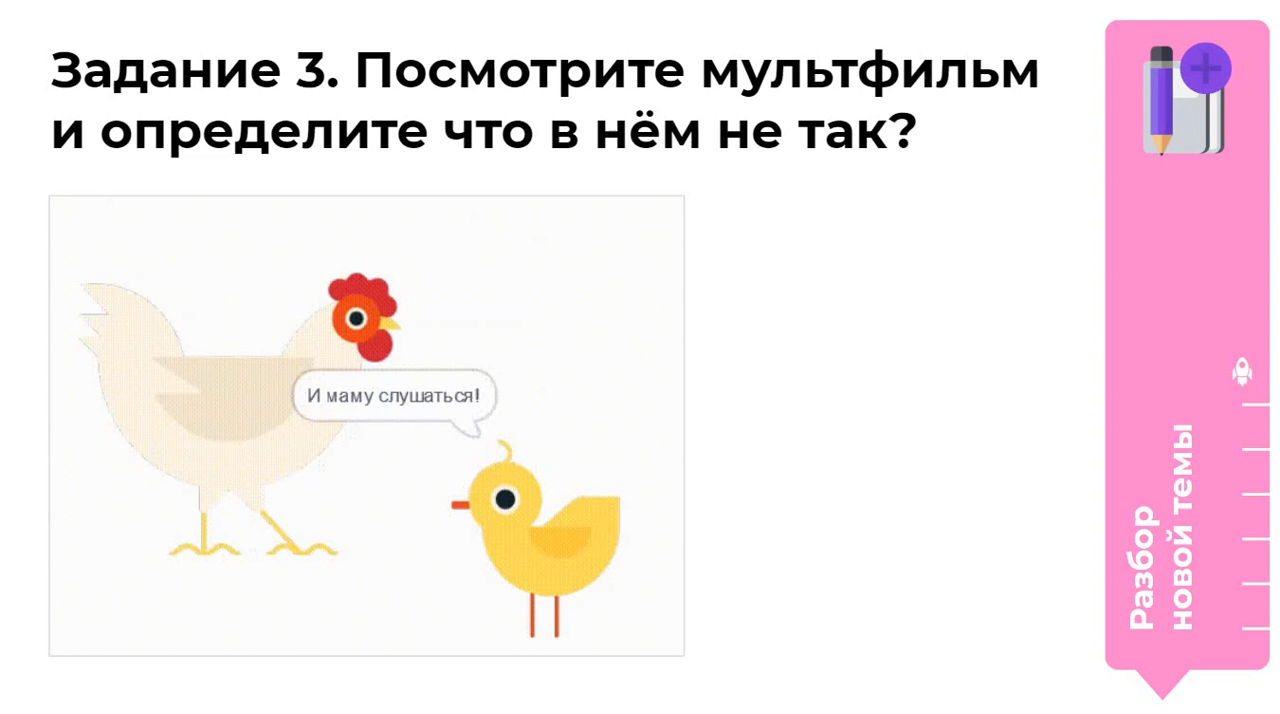 Задание 3. Посмотрите мультфильм
и определите что в нём не так?
И маму слушаться!
Разбор
новой темы